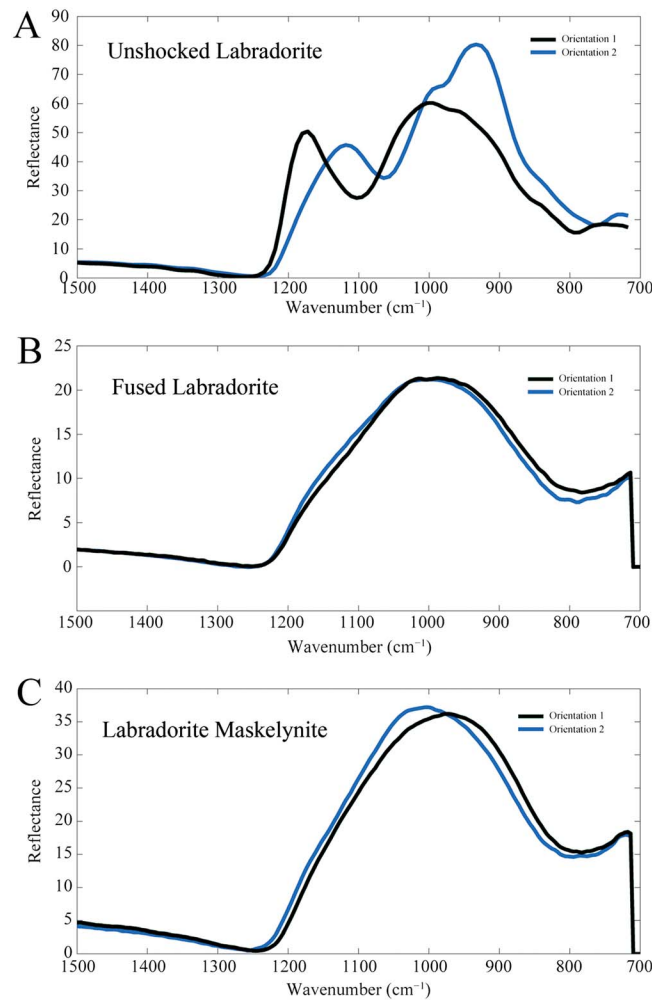 A
Unshocked Labradorite
Orientation 1
Orientation 2
Reflectance
90
80
70
60
50
40
30
20
10
0
1500 1400 1300 1200 1100 1000 900 800 700
Wavenumber (cm⁻¹)
B
Fused Labradorite
Orientation 1
Orientation 2
Reflectance
25
20
15
10
5
0
1500 1400 1300 1200 1100 1000 900 800 700
Wavenumber (cm⁻¹)
C
Labradorite Maskelynite
Orientation 1
Orientation 2
Reflectance
40
35
30
25
20
15
10
5
0
1500 1400 1300 1200 1100 1000 900 800 700
Wavenumber (cm⁻¹)